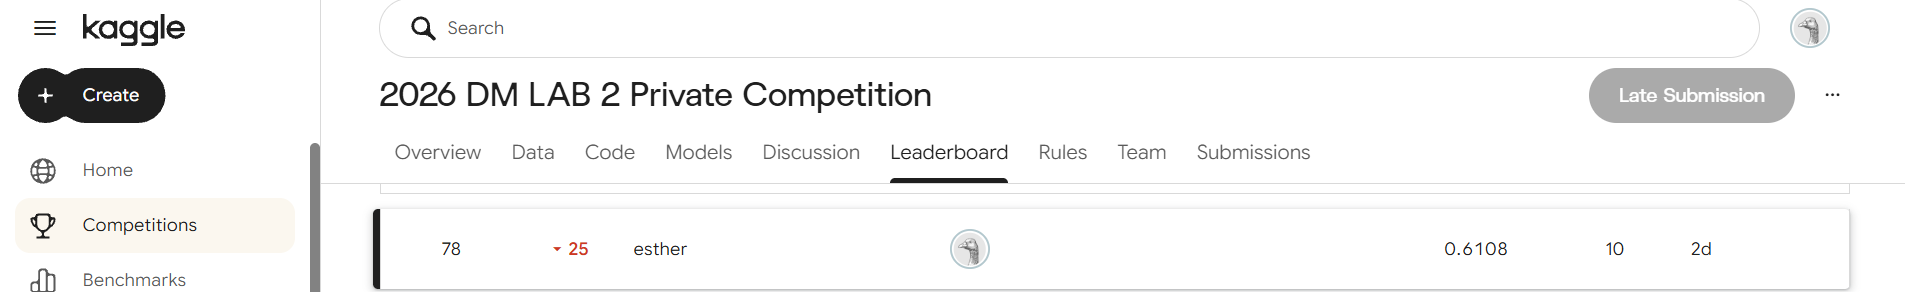 kaggle
Search
+ Create
2026 DM LAB 2 Private Competition
Late Submission
...
Overview Data Code Models Discussion Leaderboard Rules Team Submissions
Home
Competitions
Benchmarks
78 25 esther 0.6108 10 2d